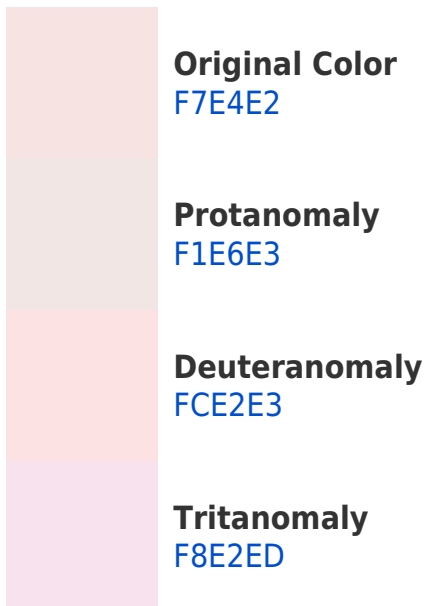 Original Color
F7E4E2
Protanomaly
F1E6E3
Deuteranomaly
FCE2E3
Tritanomaly
F8E2ED